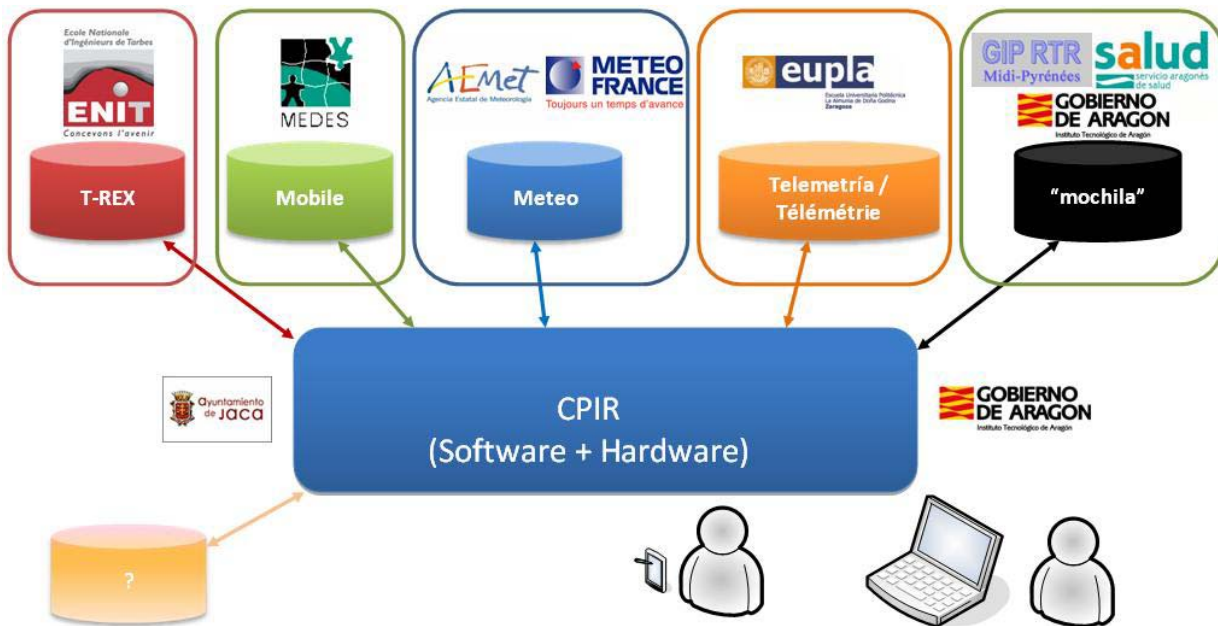 Ecole Nationale
d'Ingénieurs de Tarbes
ENIT
Concevons l'avenir
T-REX
MEDES
Mobile
AEMet
Agencia Estatal de Meteorología
METEO
FRANCE
Toujours un temps d'avance
Meteo
eupla
Escuela Universitaria Politécnica
La Almunia de Doña Godina
Zaragoza
Telemetría /
Télémétrie
GIP RTR
Midi-Pyrénées
salud
servicio aragonés
de salud
GOBIERNO
DE ARAGON
Instituto Tecnológico de Aragón
“mochila”
ayuntamiento
de jaca
CPIR
(Software + Hardware)
GOBIERNO
DE ARAGON
Instituto Tecnológico de Aragón
?